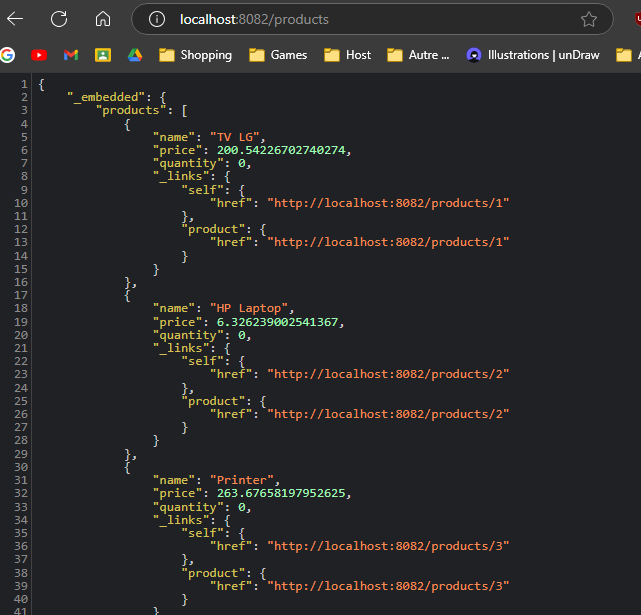 localhost:8082/products
Shopping Games Host Autre ... Illustrations | unDraw
1 {
2 "_embedded": {
3 "products": [
4 {
5 "name": "TV LG",
6 "price": 200.54226702740274,
7 "quantity": 0,
8 "_links": {
9 "self": {
10 "href": "http://localhost:8082/products/1"
11 },
12 "product": {
13 "href": "http://localhost:8082/products/1"
14 }
15 }
16 },
17 {
18 "name": "HP Laptop",
19 "price": 6.326239002541367,
20 "quantity": 0,
21 "_links": {
22 "self": {
23 "href": "http://localhost:8082/products/2"
24 },
25 "product": {
26 "href": "http://localhost:8082/products/2"
27 }
28 }
29 },
30 {
31 "name": "Printer",
32 "price": 263.67658197952625,
33 "quantity": 0,
34 "_links": {
35 "self": {
36 "href": "http://localhost:8082/products/3"
37 },
38 "product": {
39 "href": "http://localhost:8082/products/3"
40 }
41 }